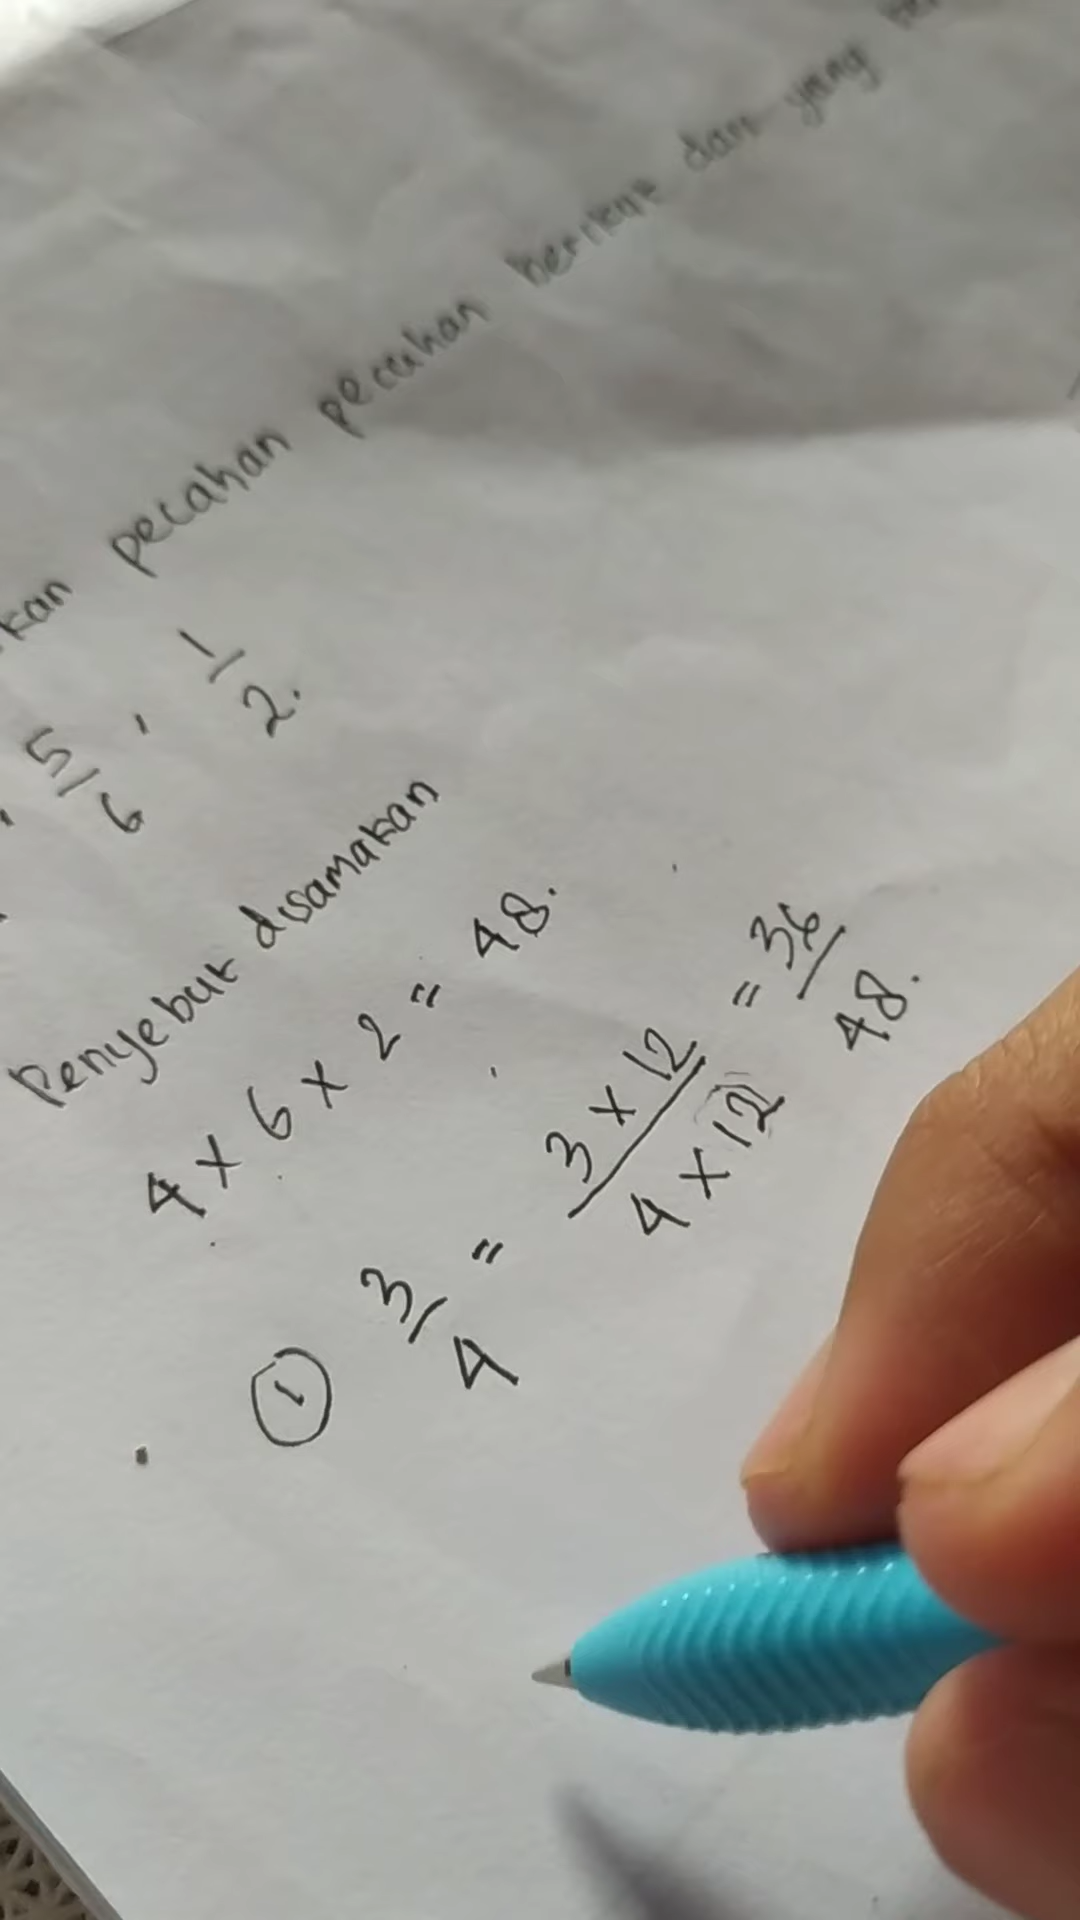 kan pecahan pecahan berikut dari yang
, 5/6 , 1/2.
Penyebut disamakan
4 x 6 x 2 = 48.
① 3/4 = 3 x 12 / 4 x 12 = 36/48.